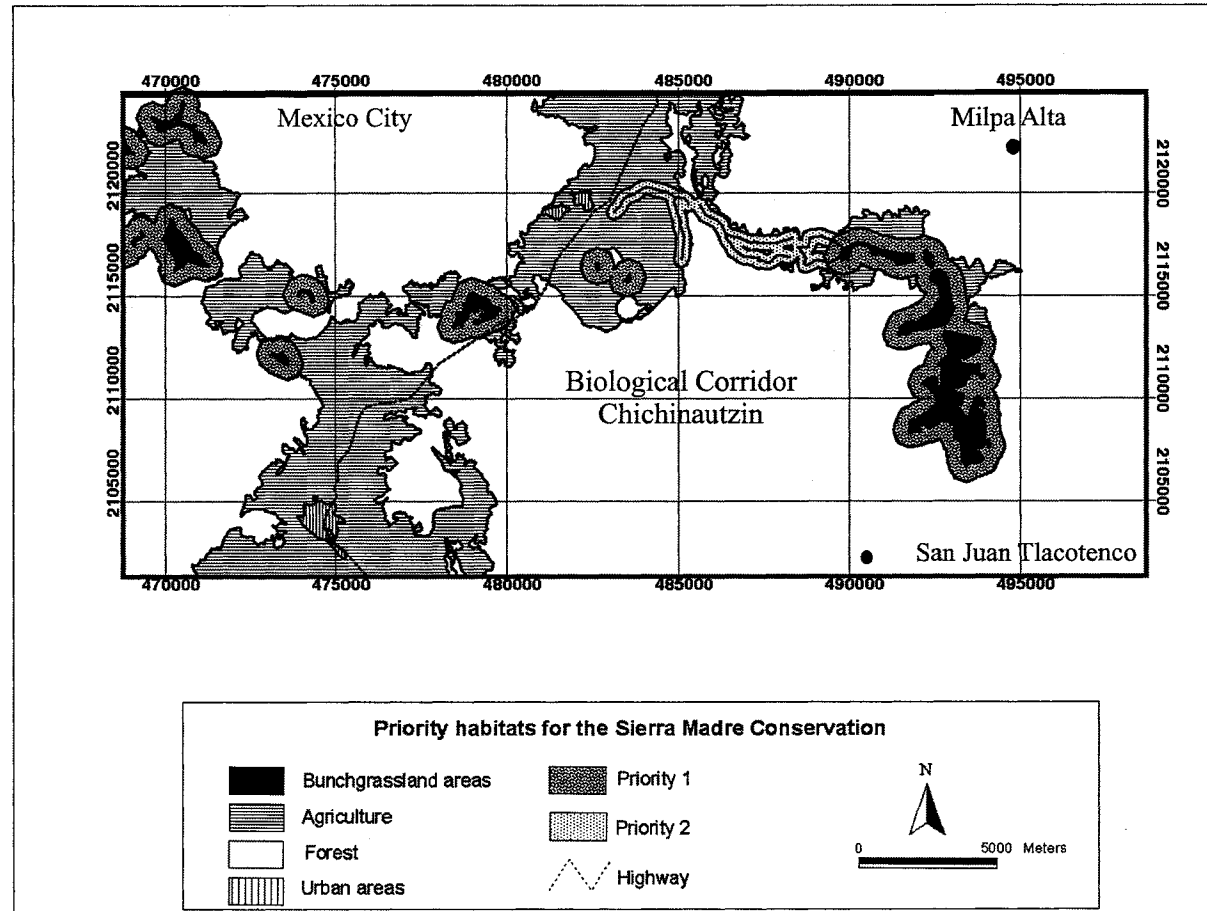 470000 475000 480000 485000 490000 495000
Mexico City
Milpa Alta
2120000
2120000
2115000
2115000
2110000
2110000
Biological Corridor
Chichinautzin
2105000
2105000
San Juan Tlacotenco
470000 475000 480000 485000 490000 495000
Priority habitats for the Sierra Madre Conservation
Bunchgrassland areas
Agriculture
Forest
Urban areas
Priority 1
Priority 2
Highway
N
0 5000 Meters